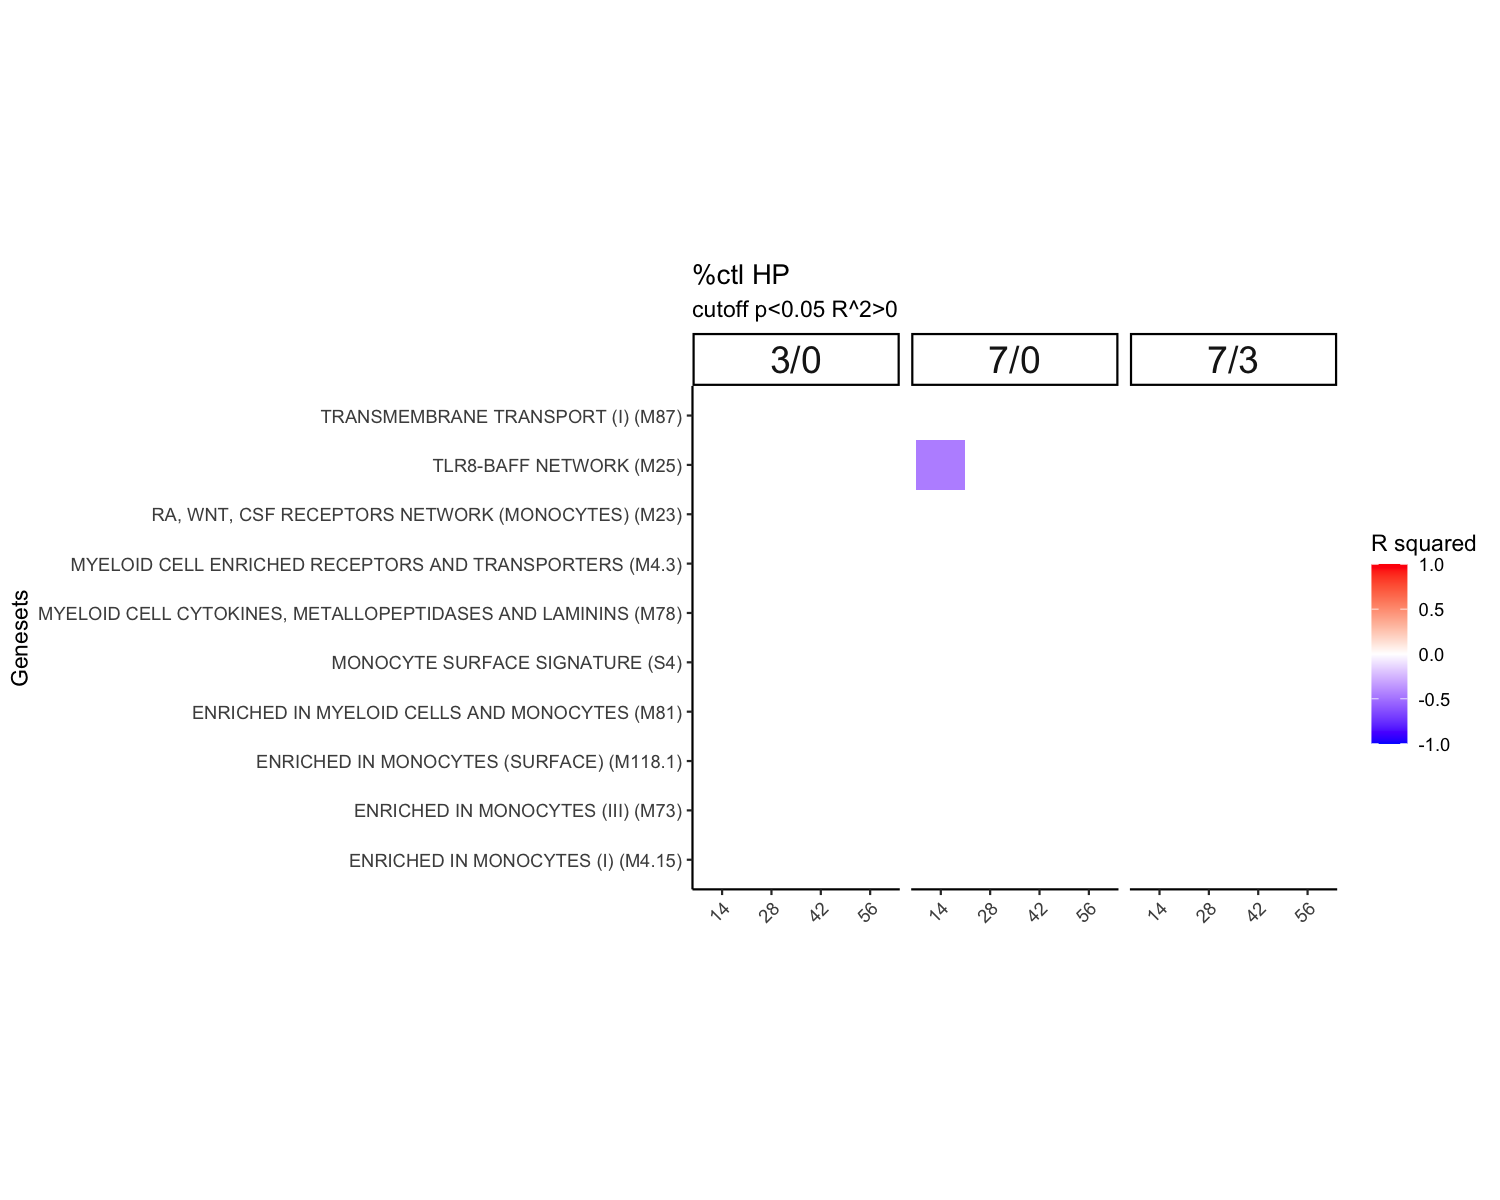 %ctl HP
cutoff p<0.05 R^2>0
3/0 7/0 7/3
TRANSMEMBRANE TRANSPORT (I) (M87)
TLR8-BAFF NETWORK (M25)
RA, WNT, CSF RECEPTORS NETWORK (MONOCYTES) (M23)
MYELOID CELL ENRICHED RECEPTORS AND TRANSPORTERS (M4.3)
MYELOID CELL CYTOKINES, METALLOPEPTIDASES AND LAMININS (M78)
MONOCYTE SURFACE SIGNATURE (S4)
ENRICHED IN MYELOID CELLS AND MONOCYTES (M81)
ENRICHED IN MONOCYTES (SURFACE) (M118.1)
ENRICHED IN MONOCYTES (III) (M73)
ENRICHED IN MONOCYTES (I) (M4.15)
Genesets
14 28 42 56 14 28 42 56 14 28 42 56
R squared
1.0
0.5
0.0
-0.5
-1.0